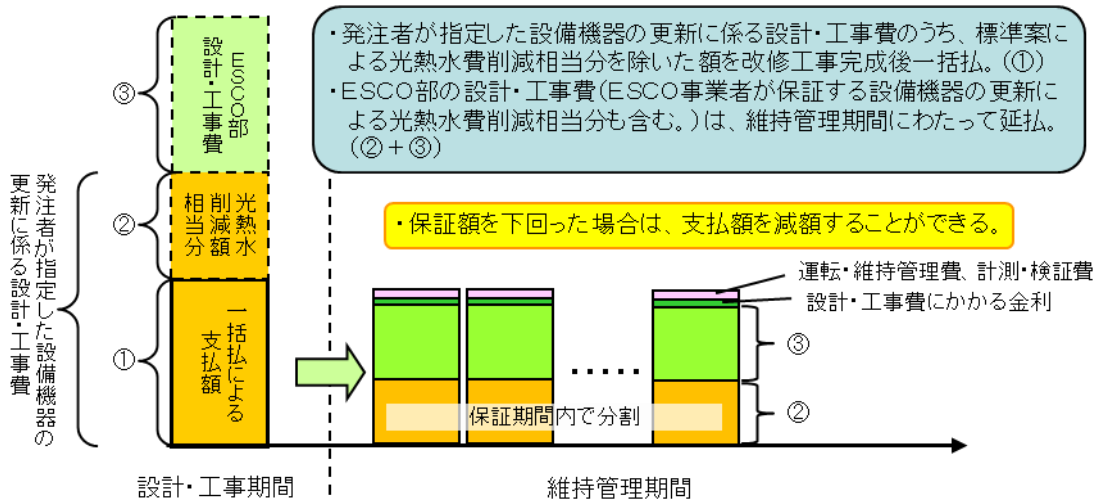 ・発注者が指定した設備機器の更新に係る設計・工事費のうち、標準案に
よる光熱水費削減相当分を除いた額を改修工事完成後一括払。(①)
・ESCO部の設計・工事費(ESCO事業者が保証する設備機器の更新に
よる光熱水費削減相当分も含む。)は、維持管理期間にわたって延払。
(②+③)
・保証額を下回った場合は、支払額を減額することができる。
③
ESCO部
設計・工事費
②
光熱水
削減額
相当分
①
一括払による
支払額
発注者が指定した設備機器の
更新に係る設計・工事費
運転・維持管理費、計測・検証費
設計・工事費にかかる金利
③
②
・・・・・
保証期間内で分割
設計・工事期間
維持管理期間